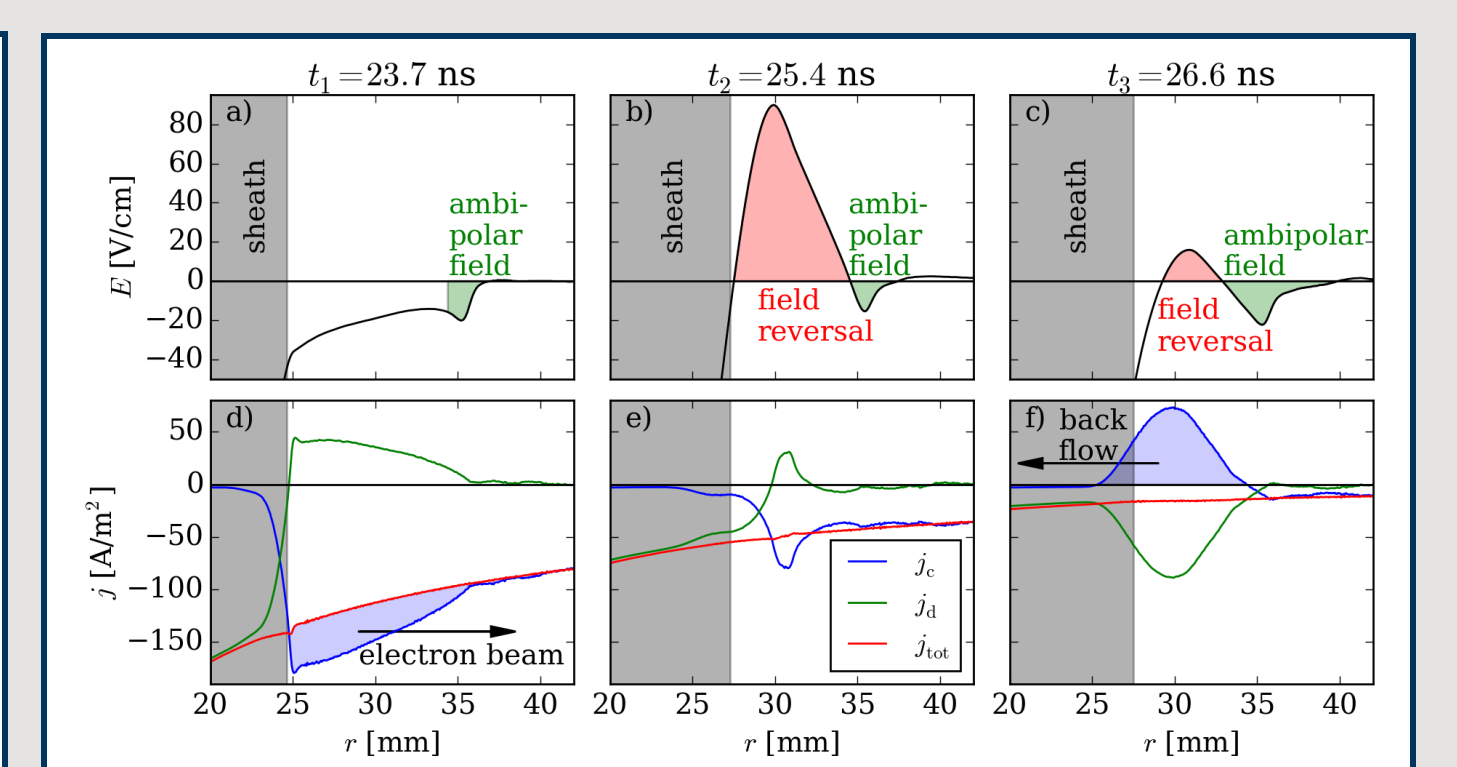 t₁=23.7 ns
t₂=25.4 ns
t₃=26.6 ns
a)
b)
c)
80
60
40
20
0
−20
−40
E [V/cm]
sheath
ambi-
polar
field
sheath
ambi-
polar
field
field
reversal
sheath
ambipolar
field
field
reversal
d)
e)
f)
50
0
−50
−100
−150
j [A/m²]
electron beam
j_c
j_d
j_tot
back
flow
20 25 30 35 40
20 25 30 35 40
20 25 30 35 40
r [mm]
r [mm]
r [mm]